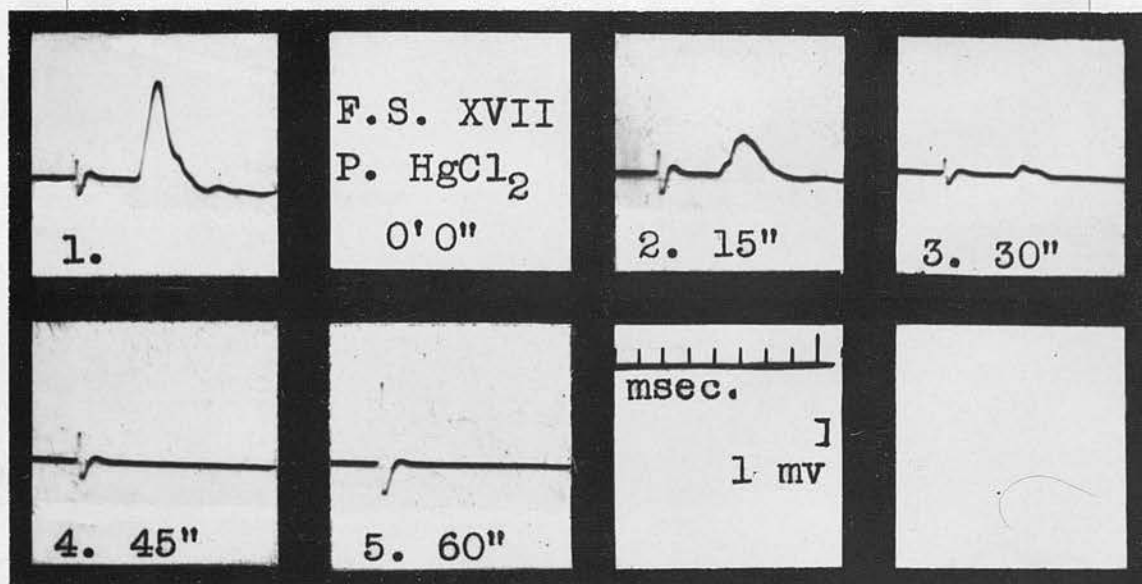 1.
F.S. XVII
P. HgCl₂
0'0"
2. 15"
3. 30"
4. 45"
5. 60"
msec.
1 mv